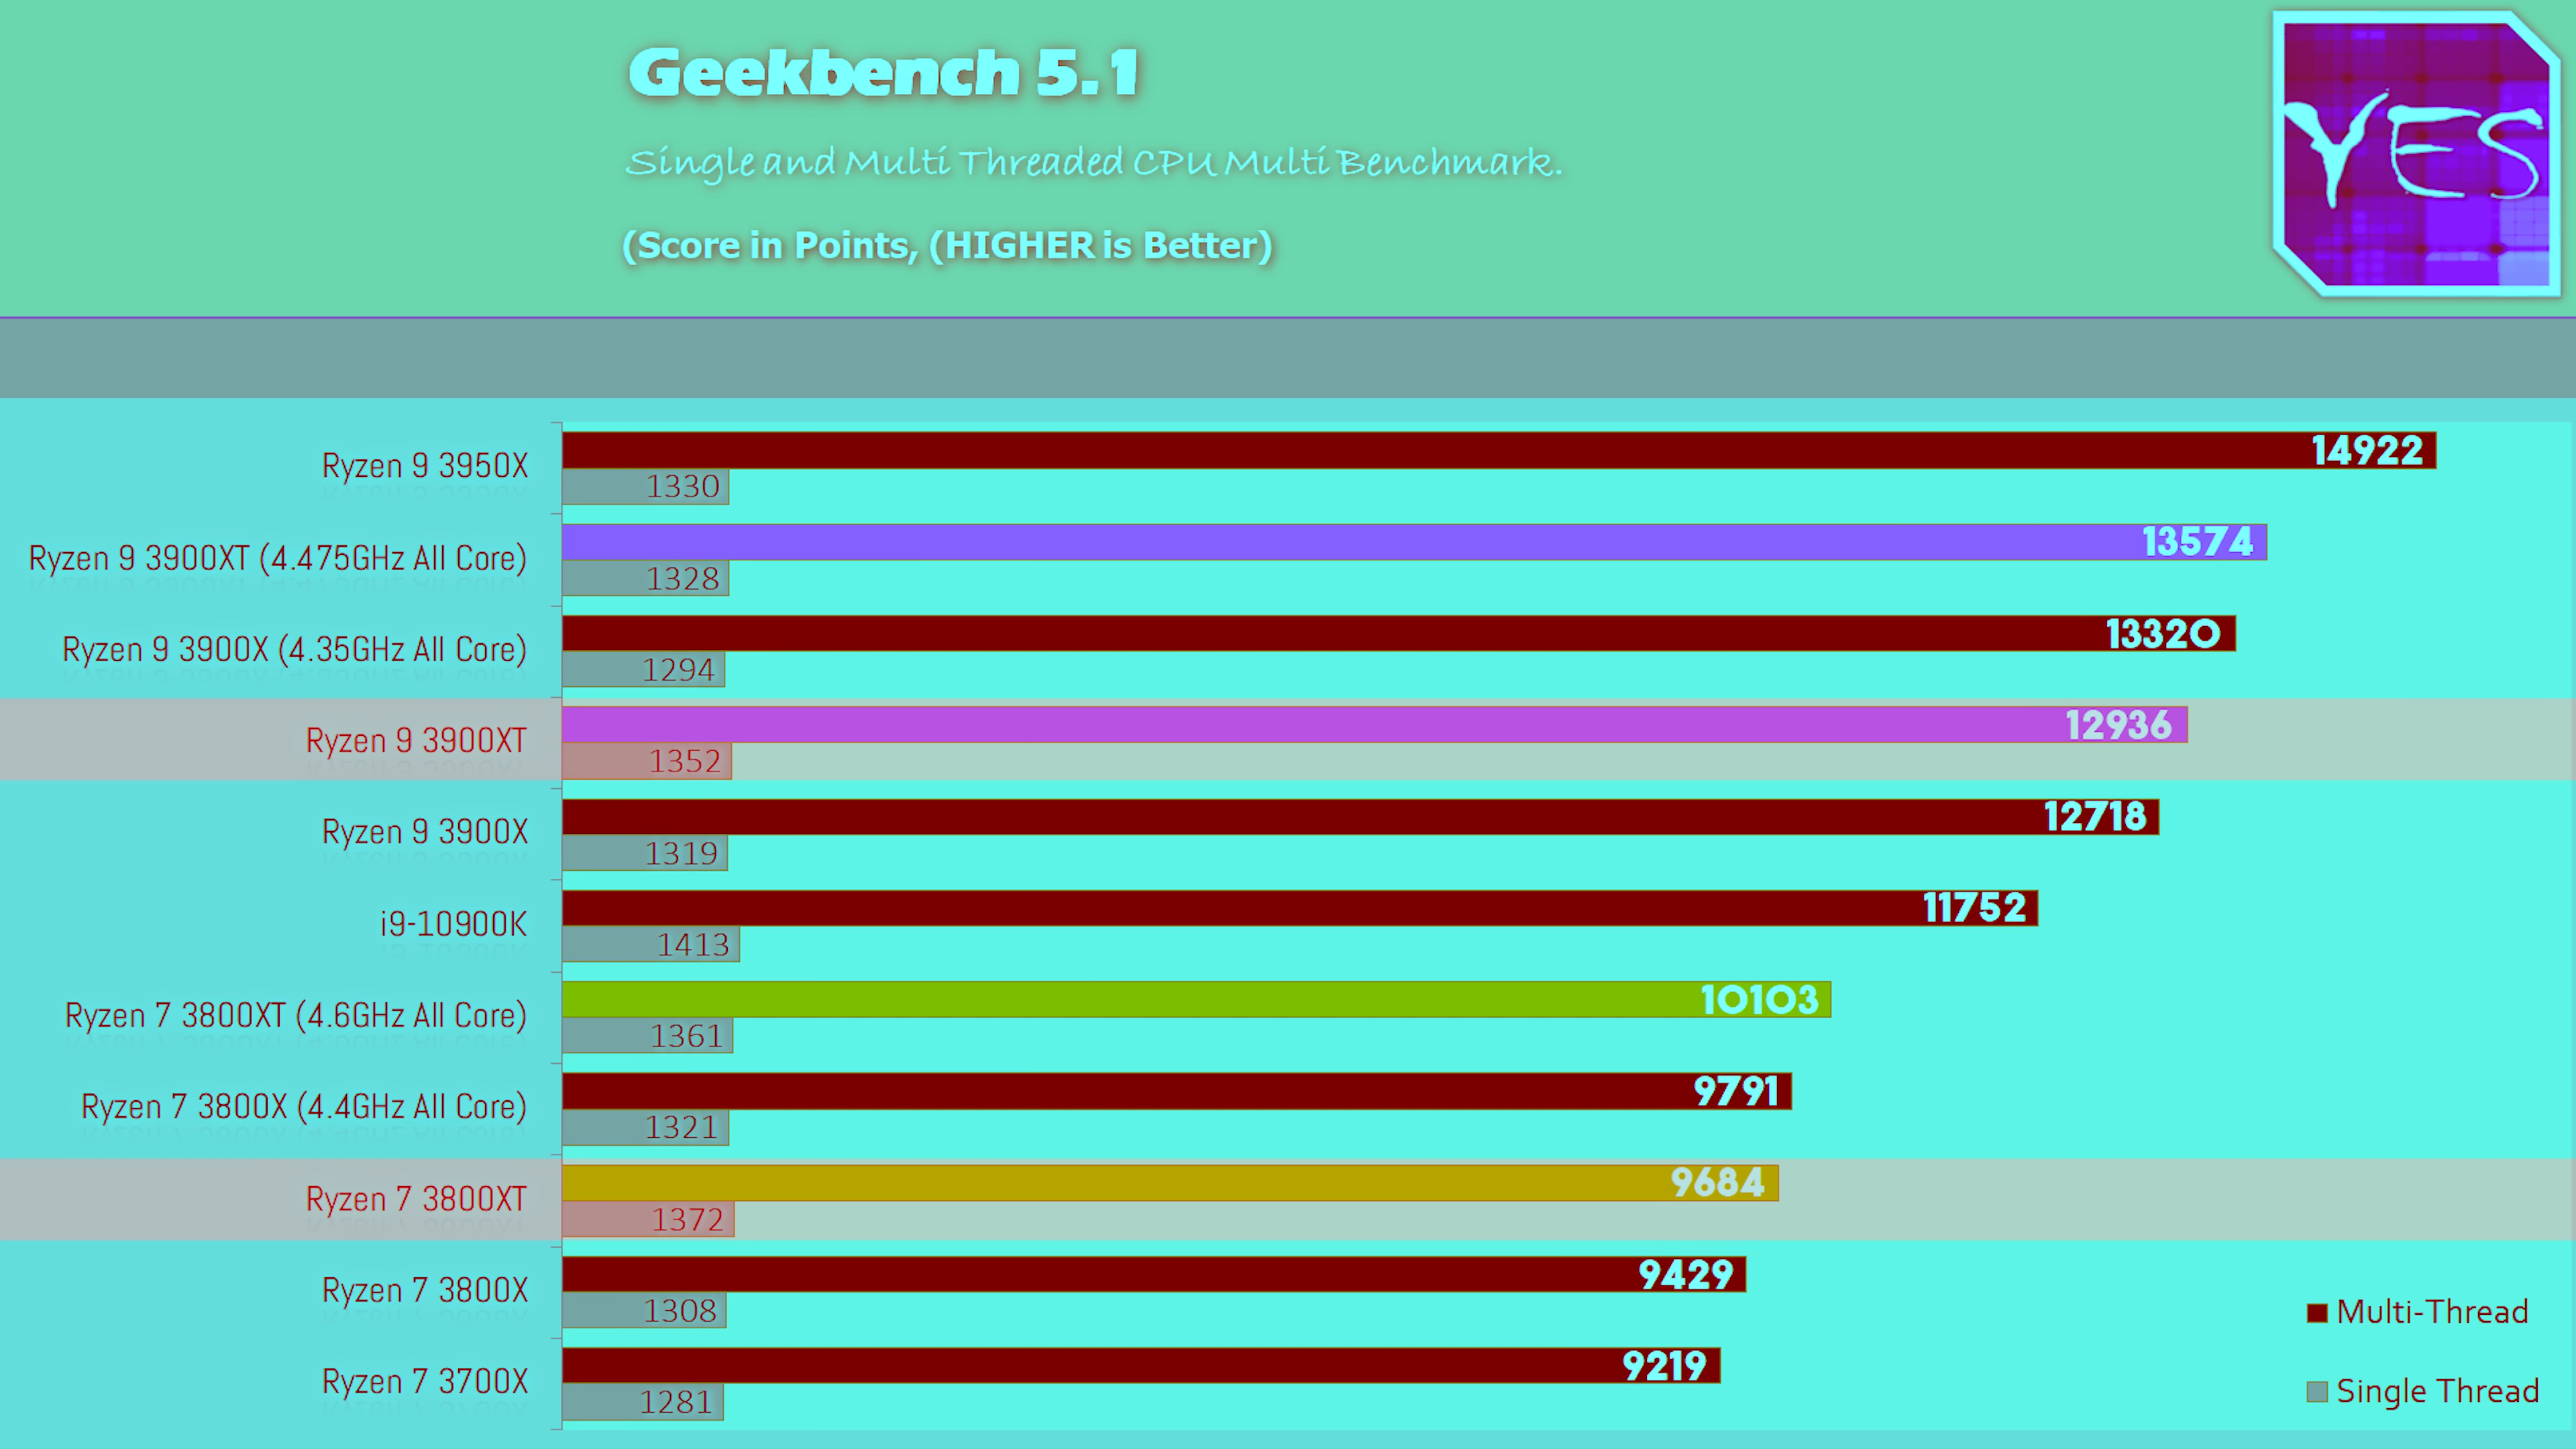 Geekbench 5.1
YES
Single and Multi Threaded CPU Multi Benchmark.
(Score in Points, (HIGHER is Better)
Ryzen 9 3950X
14922
1330
Ryzen 9 3900XT (4.475GHz All Core)
13574
1328
Ryzen 9 3900X (4.35GHz All Core)
13320
1294
Ryzen 9 3900XT
12936
1352
Ryzen 9 3900X
12718
1319
i9-10900K
11752
1413
Ryzen 7 3800XT (4.6GHz All Core)
10103
1361
Ryzen 7 3800X (4.4GHz All Core)
9791
1321
Ryzen 7 3800XT
9684
1372
Ryzen 7 3800X
9429
1308
Ryzen 7 3700X
9219
1281
Multi-Thread
Single Thread